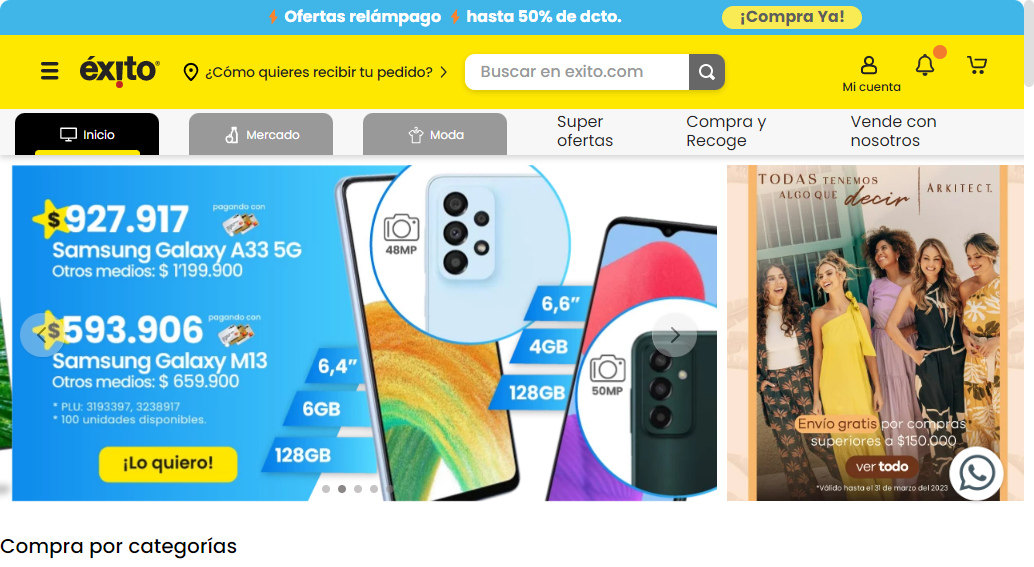 Ofertas relámpago hasta 50% de dcto.
¡Compra Ya!
éxito
¿Cómo quieres recibir tu pedido?
Buscar en exito.com
Mi cuenta
Inicio
Mercado
Moda
Super
ofertas
Compra y
Recoge
Vende con
nosotros
$927.917
pagando con
Samsung Galaxy A33 5G
Otros medios: $ 1'199.900
$593.906
pagando con
Samsung Galaxy M13
Otros medios: $ 659.900
* PLU: 3193397, 3238917
* 100 unidades disponibles.
¡Lo quiero!
48MP
6,4”
6GB
128GB
6,6”
4GB
128GB
50MP
TODAS TENEMOS
ALGO QUE decir
ARKITECT.
Envío gratis por compras
superiores a $150.000
ver todo
*Válido hasta el 31 de marzo del 2023
Compra por categorías